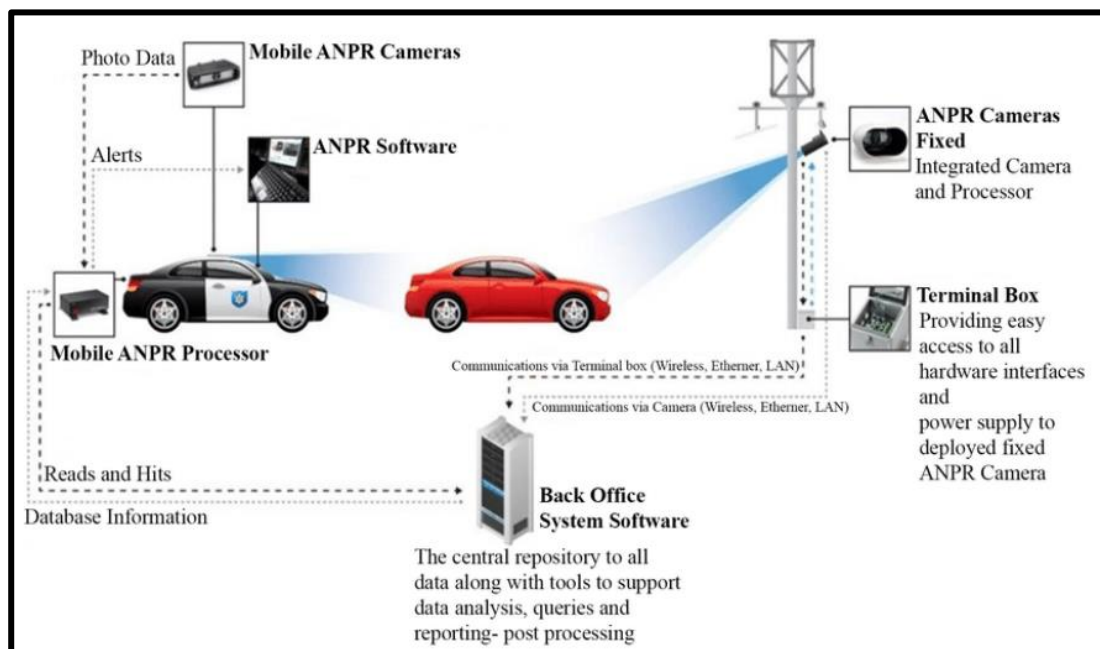 Photo Data
Mobile ANPR Cameras
Alerts
ANPR Software
Mobile ANPR Processor
ANPR Cameras
Fixed
Integrated Camera
and Processor
Terminal Box
Providing easy
access to all
hardware interfaces
and
power supply to
deployed fixed
ANPR Camera
Communications via Terminal box (Wireless, Etherner, LAN)
Communications via Camera (Wireless, Etherner, LAN)
Reads and Hits
Database Information
Back Office
System Software
The central repository to all
data along with tools to support
data analysis, queries and
reporting- post processing